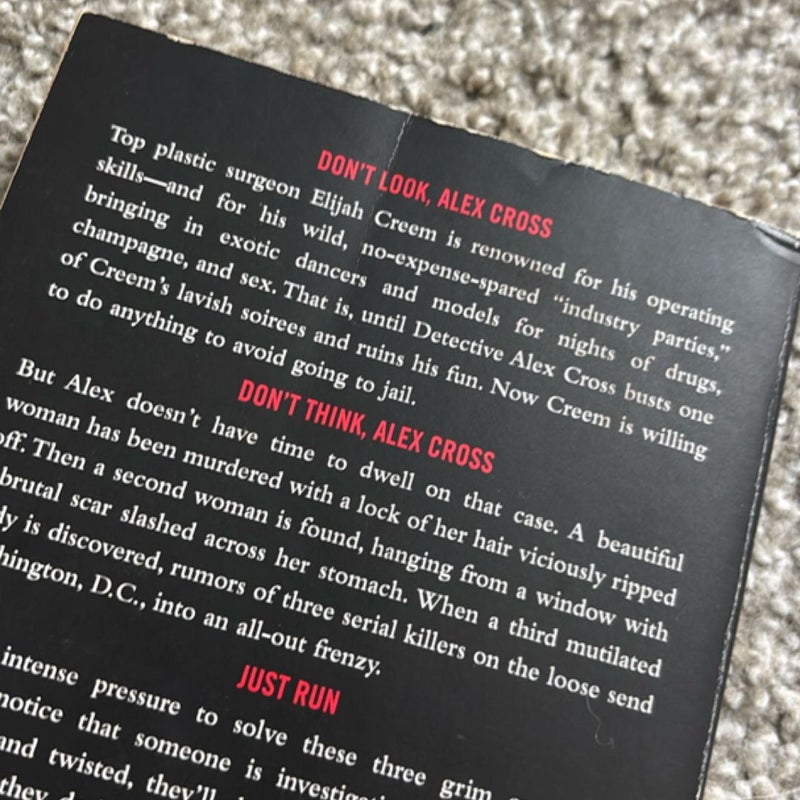 DON'T LOOK, ALEX CROSS
Top plastic surgeon Elijah Creem is renowned for his operating
skills—and for his wild, no-expense-spared “industry parties,”
bringing in exotic dancers and models for nights of drugs,
champagne, and sex. That is, until Detective Alex Cross busts one
of Creem's lavish soirees and ruins his fun. Now Creem is willing
to do anything to avoid going to jail.
DON'T THINK, ALEX CROSS
But Alex doesn't have time to dwell on that case. A beautiful
woman has been murdered with a lock of her hair viciously ripped
off. Then a second woman is found, hanging from a window with
brutal scar slashed across her stomach. When a third mutilated
dy is discovered, rumors of three serial killers on the loose send
hington, D.C., into an all-out frenzy.
JUST RUN
intense pressure to solve these three grim
notice that someone is
and twisted, they'll
they